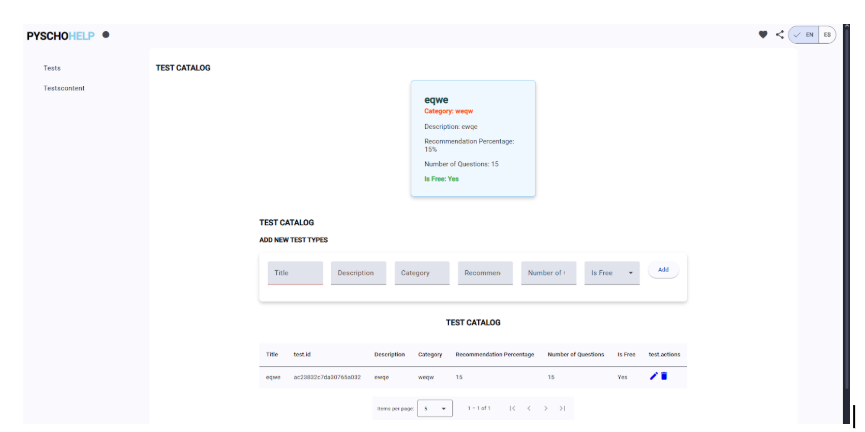 PYSCHOHELP
EN ES
Tests
Testscontent
TEST CATALOG
eqwe
Category: weqw
Description: ewqe
Recommendation Percentage:
15%
Number of Questions: 15
Is Free: Yes
TEST CATALOG
ADD NEW TEST TYPES
Title Description Category Recommen Number of Is Free Add
TEST CATALOG
Title test.id Description Category Recommendation Percentage Number of Questions Is Free test.actions
eqwe ac23832c7da30765a032 ewqe weqw 15 15 Yes
Items per page: 5 1 – 1 of 1